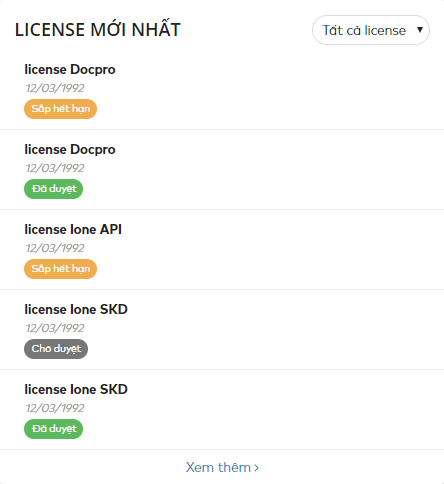 LICENSE MỚI NHẤT
Tất cả license
license Docpro
12/03/1992
Sắp hết hạn
license Docpro
12/03/1992
Đã duyệt
license Ione API
12/03/1992
Sắp hết hạn
license Ione SKD
12/03/1992
Chờ duyệt
license Ione SKD
12/03/1992
Đã duyệt
Xem thêm ›